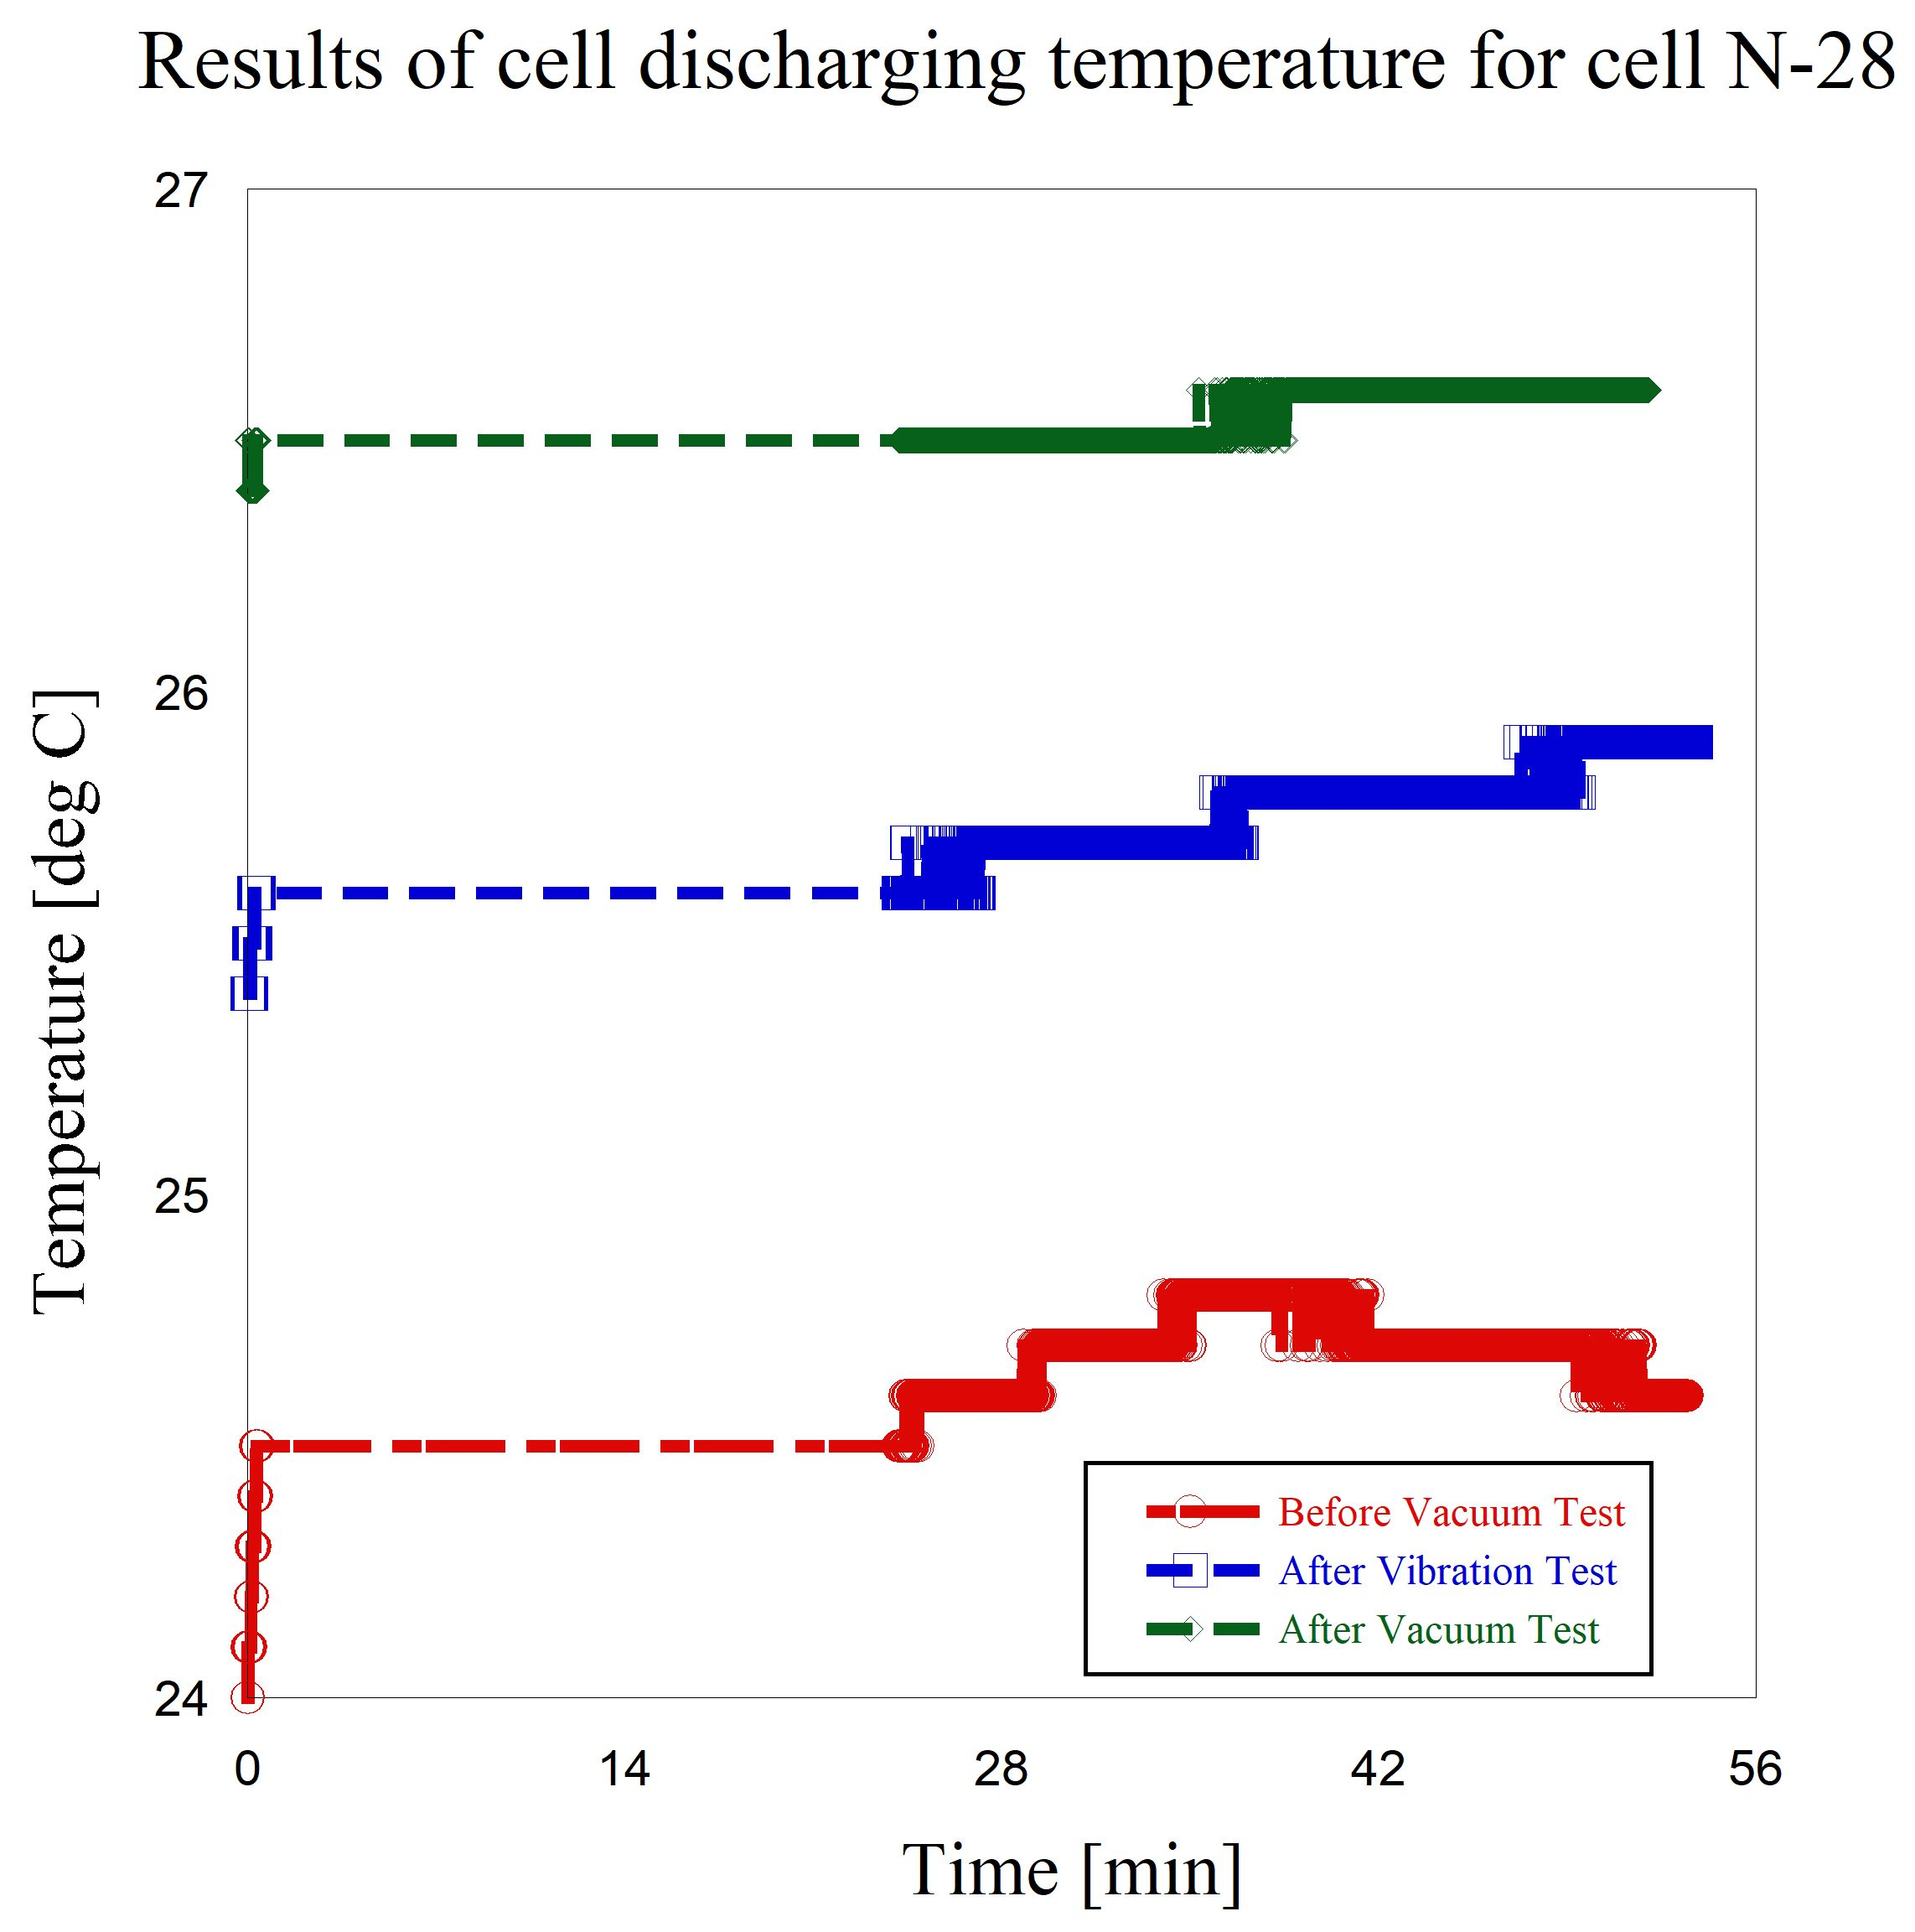 Results of cell discharging temperature for cell N-28
27
26
25
24
Temperature [deg C]
Before Vacuum Test
After Vibration Test
After Vacuum Test
0 14 28 42 56
Time [min]